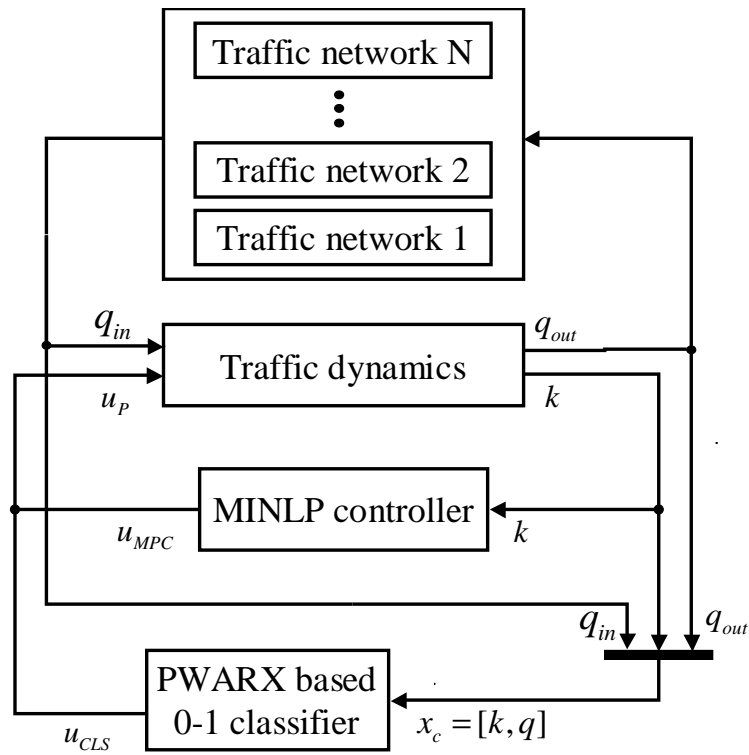 Traffic network N
Traffic network 2
Traffic network 1
q_in
q_out
Traffic dynamics
u_P
k
MINLP controller
u_MPC
k
q_in
q_out
PWARX based
0-1 classifier
u_CLS
x_c = [k, q]